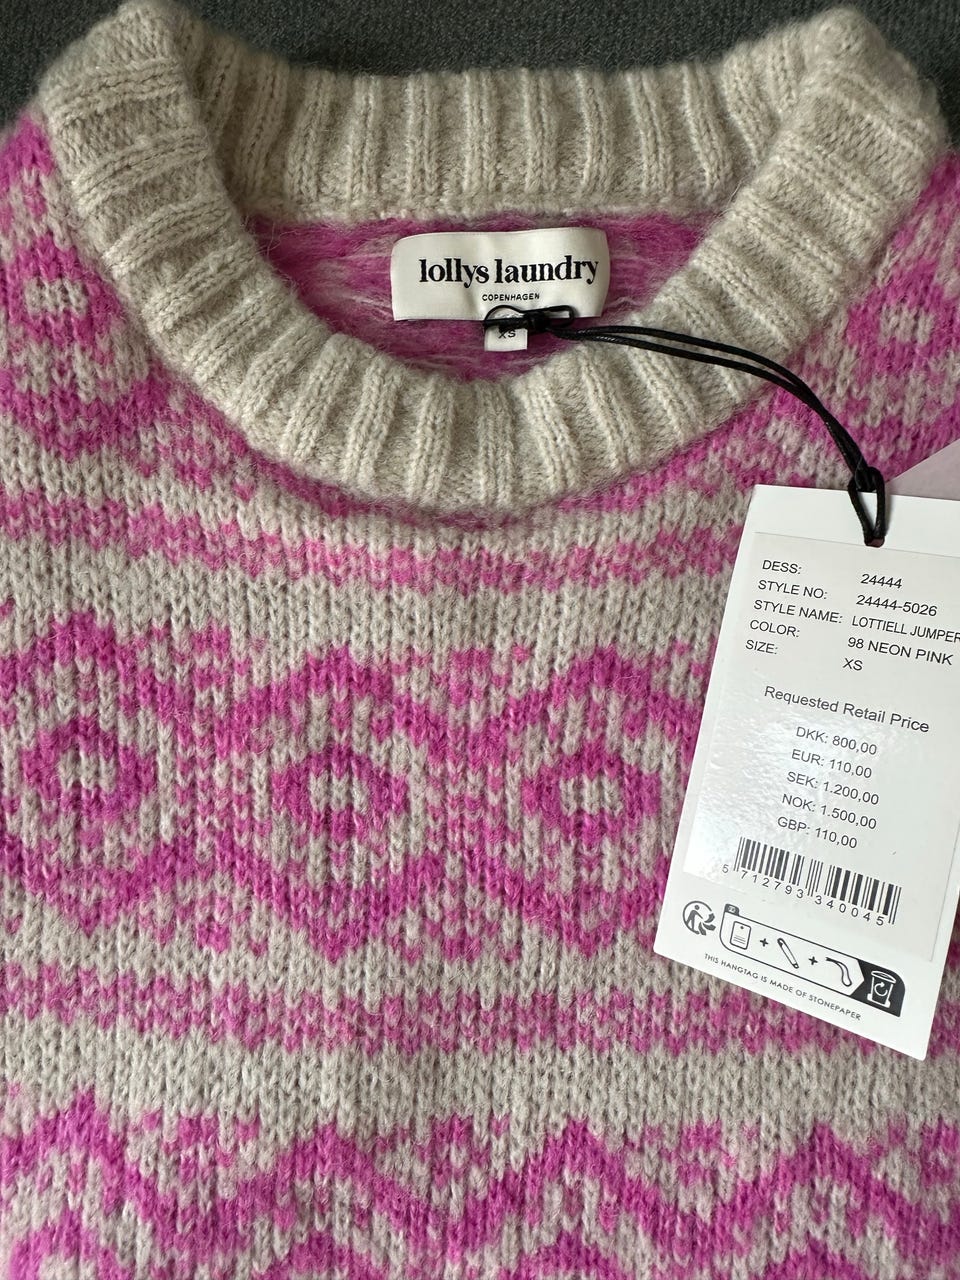 lollys laundry
COPENHAGEN
XS
DESS: 24444
STYLE NO: 24444-5026
STYLE NAME: LOTTIELL JUMPER
COLOR: 98 NEON PINK
SIZE: XS
Requested Retail Price
DKK: 800,00
EUR: 110,00
SEK: 1.200,00
NOK: 1.500,00
GBP: 110,00
5 712793 340045
THIS HANGTAG IS MADE OF STONEPAPER